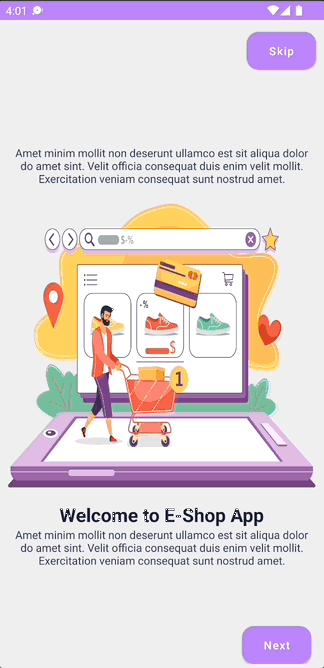 4:01
Skip
Amet minim mollit non deserunt ullamco est sit aliqua dolor
do amet sint. Velit officia consequat duis enim velit mollit.
Exercitation veniam consequat sunt nostrud amet.
$-%
-%
$
1
Welcome to E-Shop App
Amet minim mollit non deserunt ullamco est sit aliqua dolor
do amet sint. Velit officia consequat duis enim velit mollit.
Exercitation veniam consequat sunt nostrud amet.
Next